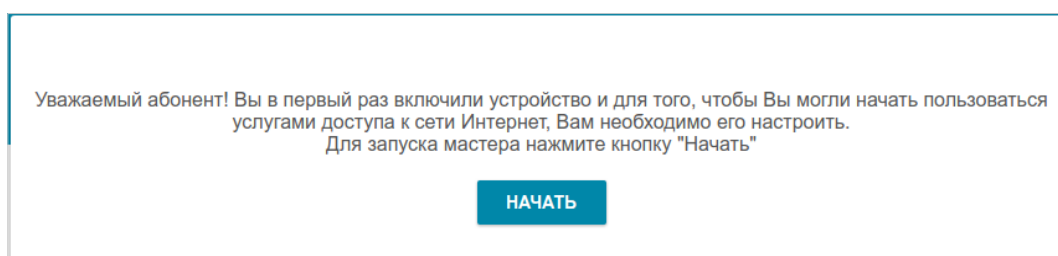 Уважаемый абонент! Вы в первый раз включили устройство и для того, чтобы Вы могли начать пользоваться
услугами доступа к сети Интернет, Вам необходимо его настроить.
Для запуска мастера нажмите кнопку "Начать"
НАЧАТЬ